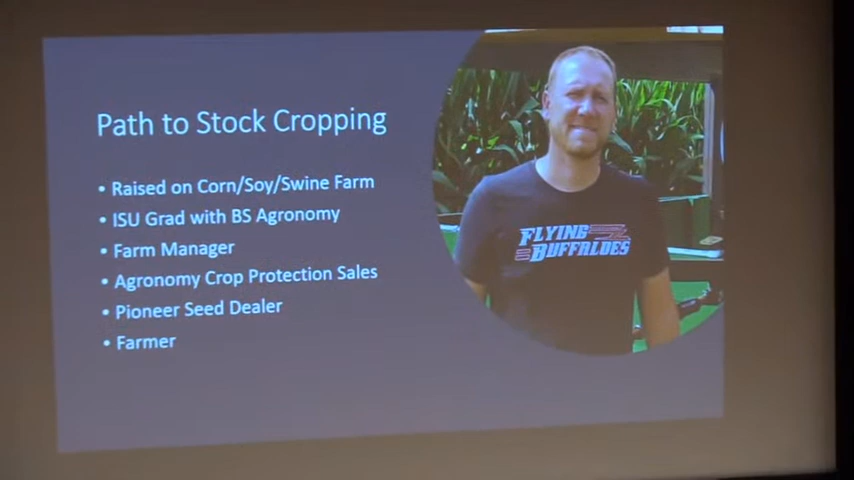 Path to Stock Cropping
• Raised on Corn/Soy/Swine Farm
• ISU Grad with BS Agronomy
• Farm Manager
• Agronomy Crop Protection Sales
• Pioneer Seed Dealer
• Farmer
FLYING
BUFFALDES